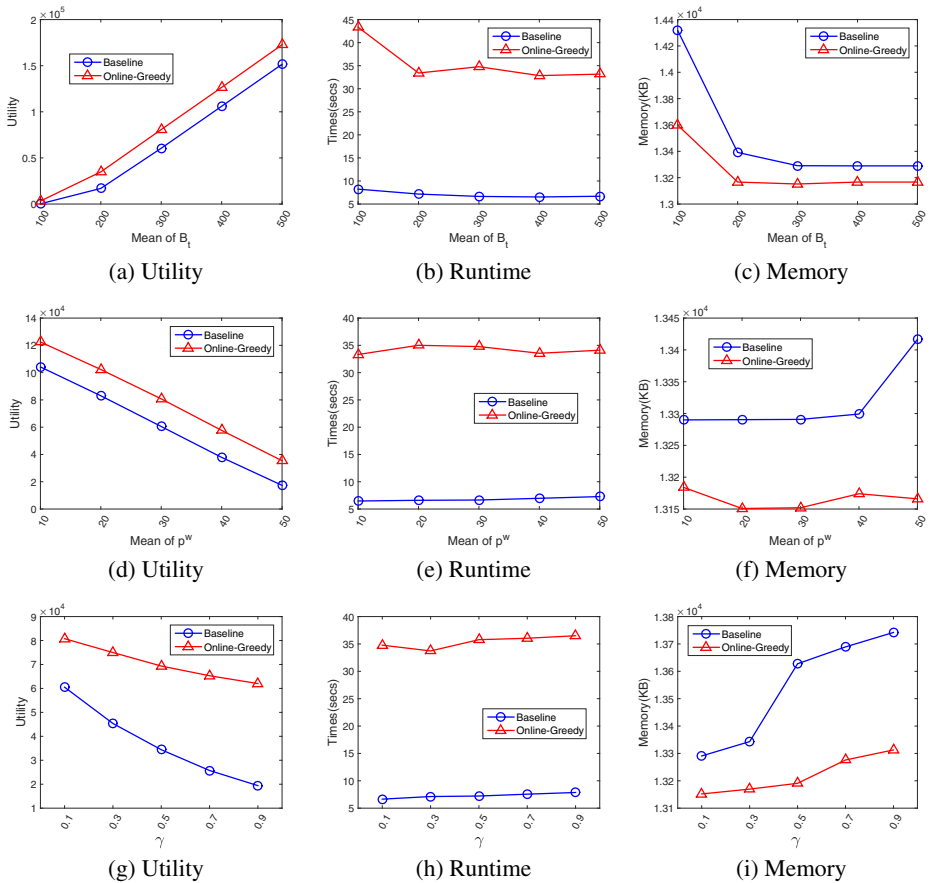 × 10^5
2
1.5
1
0.5
0
Utility
Baseline
Online-Greedy
100
200
300
400
500
Mean of B_t
(a) Utility
45
40
35
30
25
20
15
10
5
Times(secs)
Baseline
Online-Greedy
100
200
300
400
500
Mean of B_t
(b) Runtime
× 10^4
1.44
1.4
1.36
1.34
1.32
1.3
Memory(KB)
Baseline
Online-Greedy
100
200
300
400
500
Mean of B_t
(c) Memory
× 10^4
14
12
10
8
6
4
2
0
Utility
Baseline
Online-Greedy
10
20
30
40
50
Mean of p^w
(d) Utility
40
35
30
25
20
15
10
5
Times(secs)
Baseline
Online-Greedy
10
20
30
40
50
Mean of p^w
(e) Runtime
× 10^4
1.345
1.34
1.335
1.33
1.325
1.32
1.315
Memory(KB)
Baseline
Online-Greedy
10
20
30
40
50
Mean of p^w
(f) Memory
× 10^4
9
8
7
6
5
4
3
2
1
Utility
Baseline
Online-Greedy
0.1
0.3
0.5
0.7
0.9
γ
(g) Utility
40
35
30
25
20
15
10
5
Times(secs)
Baseline
Online-Greedy
0.1
0.3
0.5
0.7
0.9
γ
(h) Runtime
× 10^4
1.38
1.37
1.36
1.35
1.34
1.33
1.32
1.31
Memory(KB)
Baseline
Online-Greedy
0.1
0.3
0.5
0.7
0.9
γ
(i) Memory